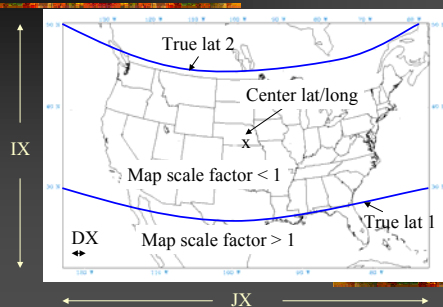 True lat 2
Center lat/long
x
IX
Map scale factor < 1
True lat 1
DX
Map scale factor > 1
JX